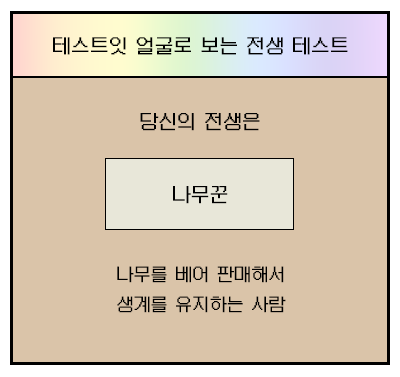 테스트잇 얼굴로 보는 전생 테스트
당신의 전생은
나무꾼
나무를 베어 판매해서
생계를 유지하는 사람